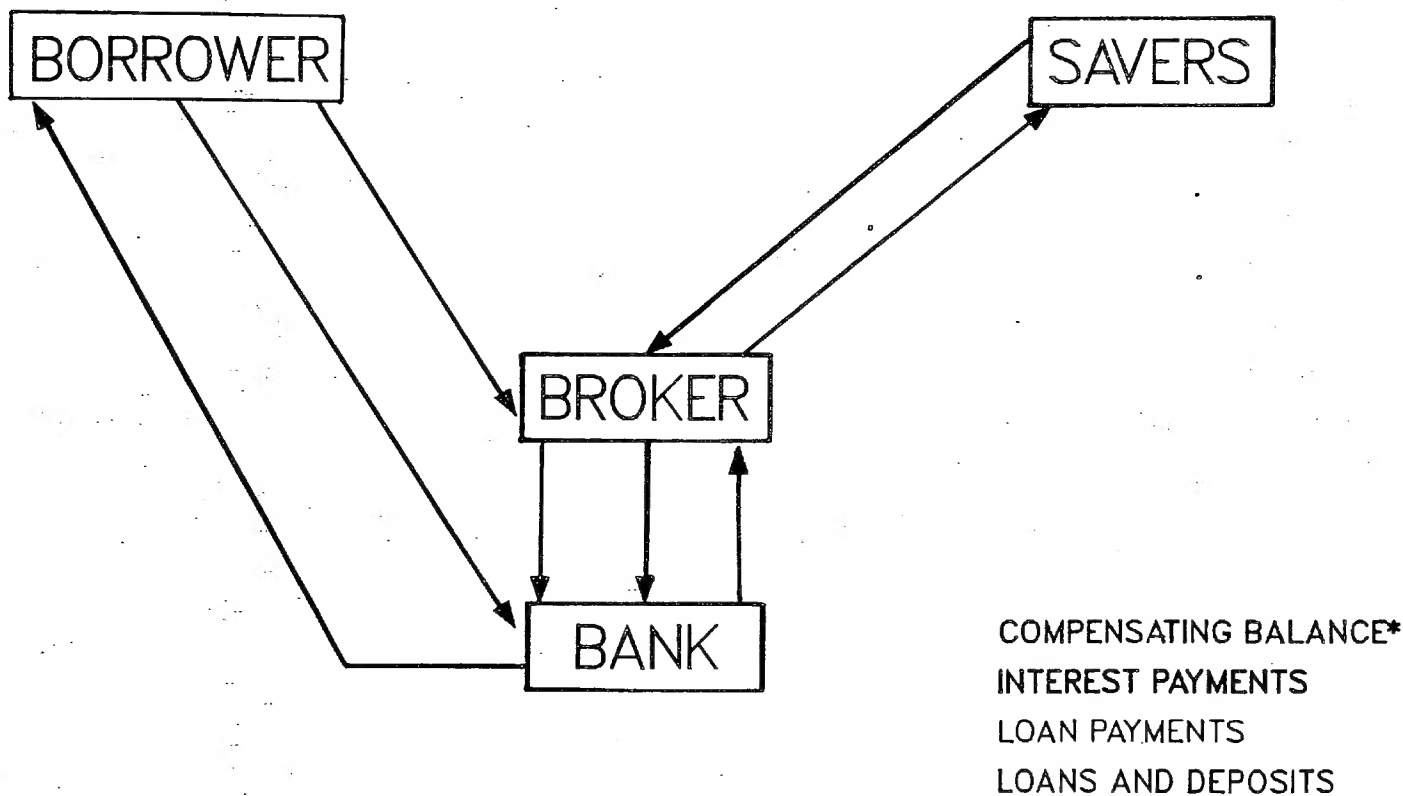 BORROWER
SAVERS
BROKER
BANK
COMPENSATING BALANCE*
INTEREST PAYMENTS
LOAN PAYMENTS
LOANS AND DEPOSITS